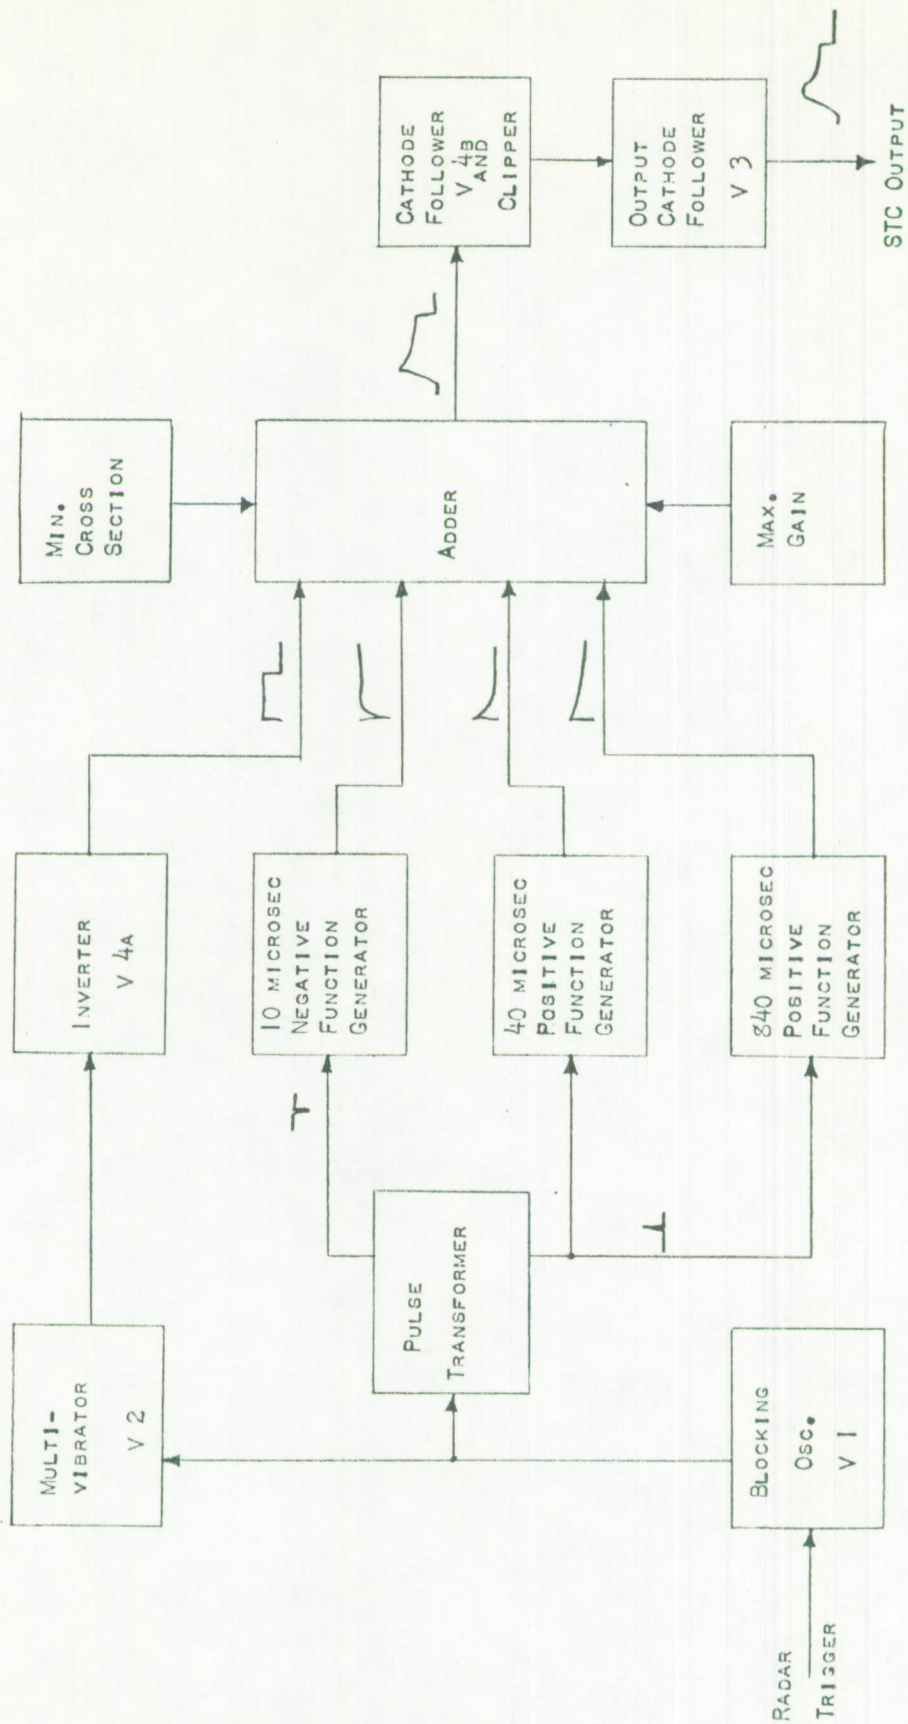 RADAR
TRIGGER
BLOCKING
OSC.
V 1
MULTI-
VIBRATOR
V 2
PULSE
TRANSFORMER
INVERTER
V 4A
10 MICROSEC
NEGATIVE
FUNCTION
GENERATOR
40 MICROSEC
POSITIVE
FUNCTION
GENERATOR
840 MICROSEC
POSITIVE
FUNCTION
GENERATOR
MIN.
CROSS
SECTION
ADDER
MAX.
GAIN
CATHODE
FOLLOWER
V 4B
AND
CLIPPER
OUTPUT
CATHODE
FOLLOWER
V 3
STC OUTPUT